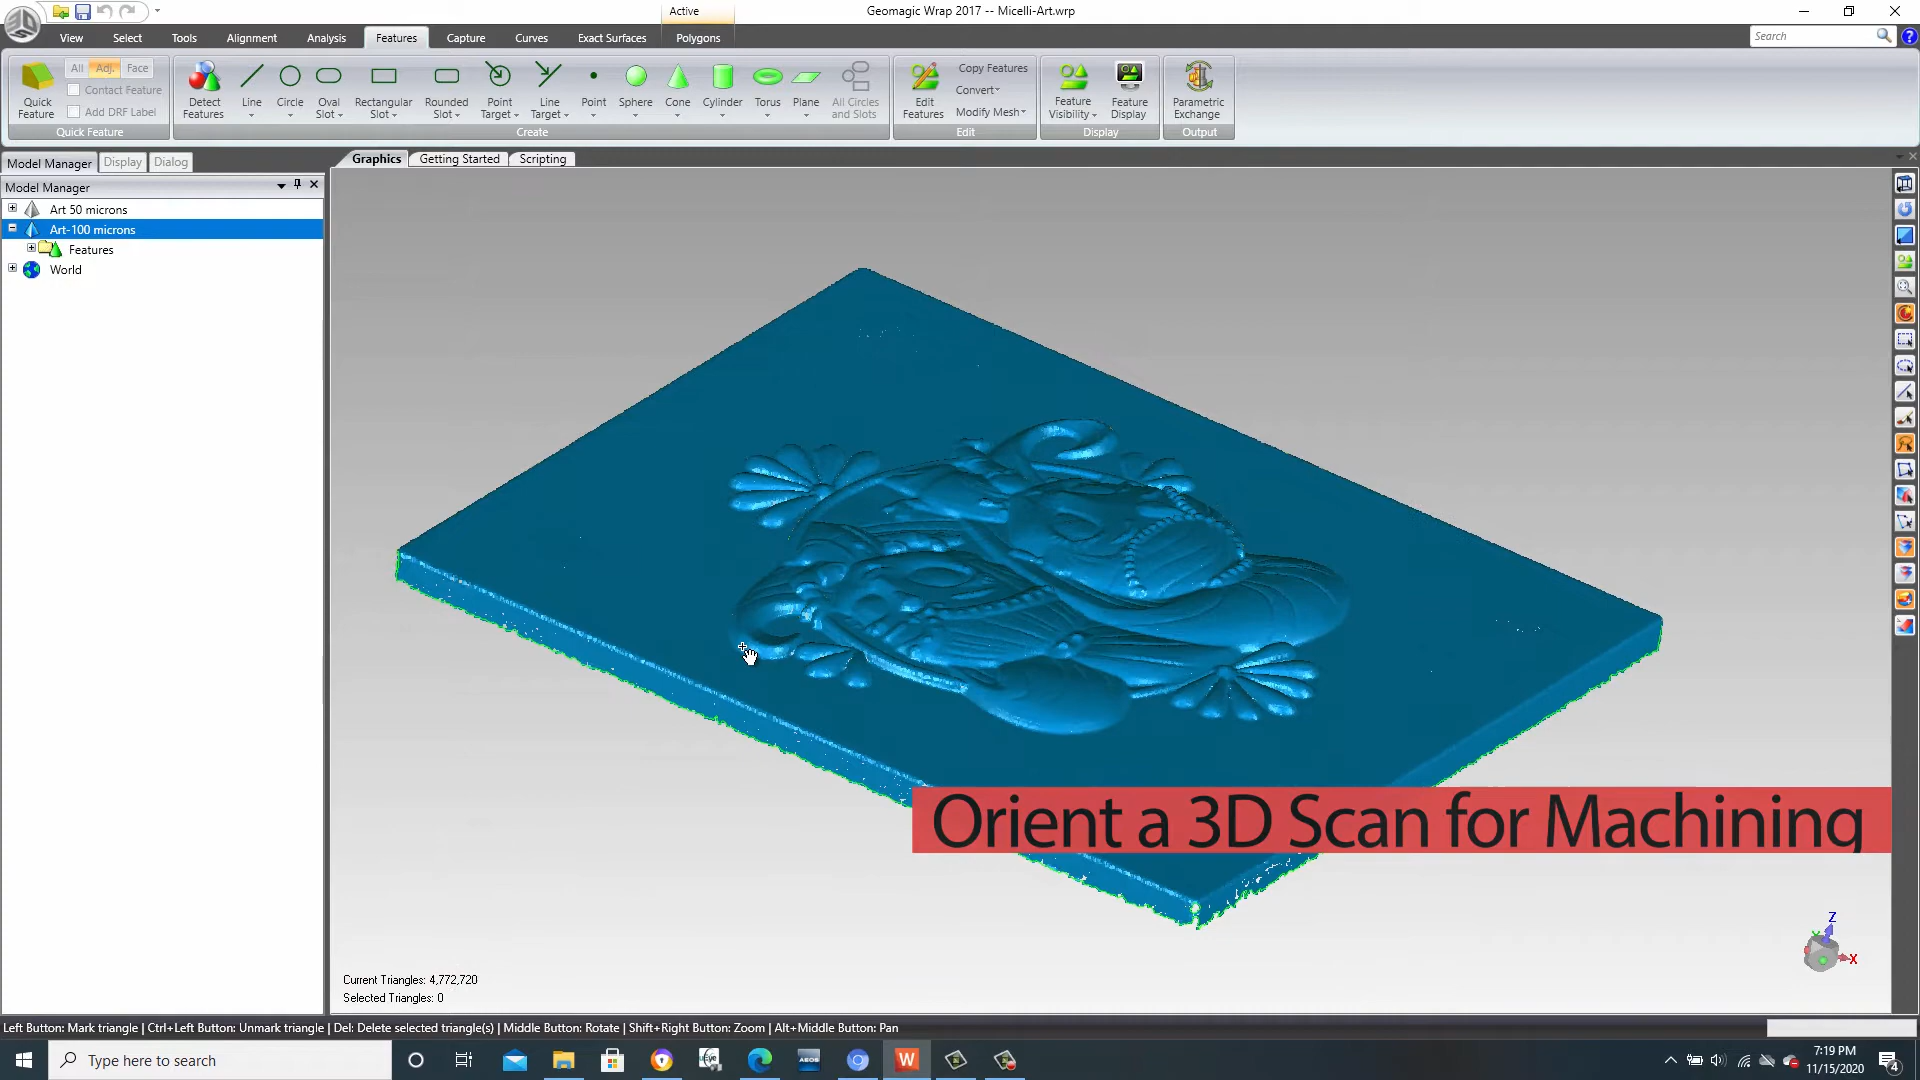 Active
Geomagic Wrap 2017 -- Micelli-Art.wrp
View Select Tools Alignment Analysis Features Capture Curves Exact Surfaces Polygons
Search
All Adj. Face
Contact Feature
Add DRF Label
Quick Feature
Quick Feature
Detect Features
Line
Circle
Oval Slot
Rectangular Slot
Rounded Slot
Point Target
Line Target
Point
Sphere
Cone
Cylinder
Torus
Plane
All Circles and Slots
Create
Edit Features
Copy Features
Convert
Modify Mesh
Edit
Feature Visibility
Feature Display
Display
Parametric Exchange
Output
Model Manager Display Dialog
Graphics Getting Started Scripting
Model Manager
Art 50 microns
Art-100 microns
Features
World
Orient a 3D Scan for Machining
Z
Y
X
Current Triangles: 4,772,720
Selected Triangles: 0
Left Button: Mark triangle | Ctrl+Left Button: Unmark triangle | Del: Delete selected triangle(s) | Middle Button: Rotate | Shift+Right Button: Zoom | Alt+Middle Button: Pan
Type here to search
7:19 PM
11/15/2020
4